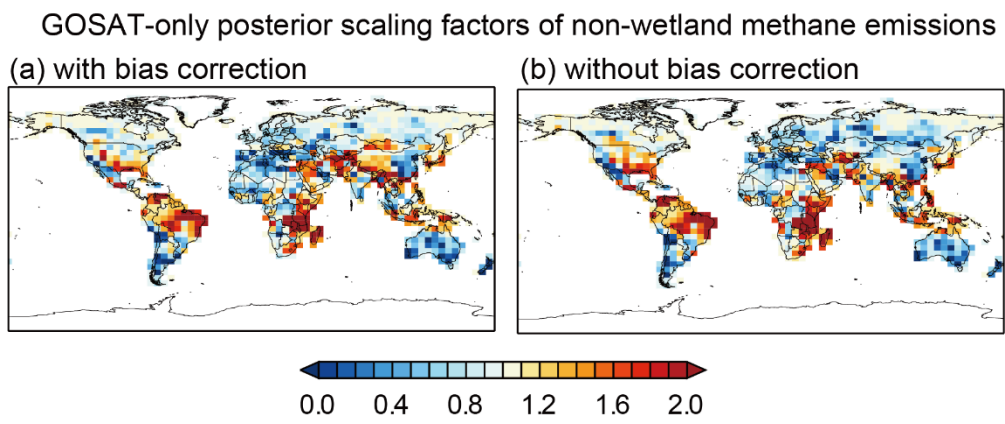 GOSAT-only posterior scaling factors of non-wetland methane emissions
(a) with bias correction
(b) without bias correction
0.0 0.4 0.8 1.2 1.6 2.0